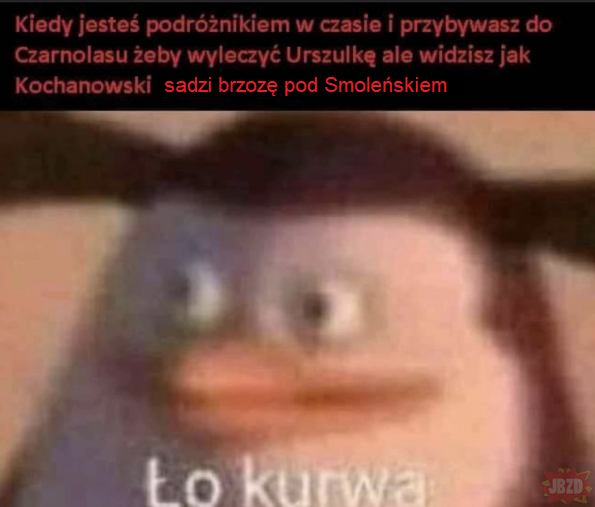 Kiedy jesteś podróżnikiem w czasie i przybywasz do
Czarnolasu żeby wyleczyć Urszulkę ale widzisz jak
Kochanowski sadzi brzozę pod Smoleńskiem
Ło kurwa
JBZD